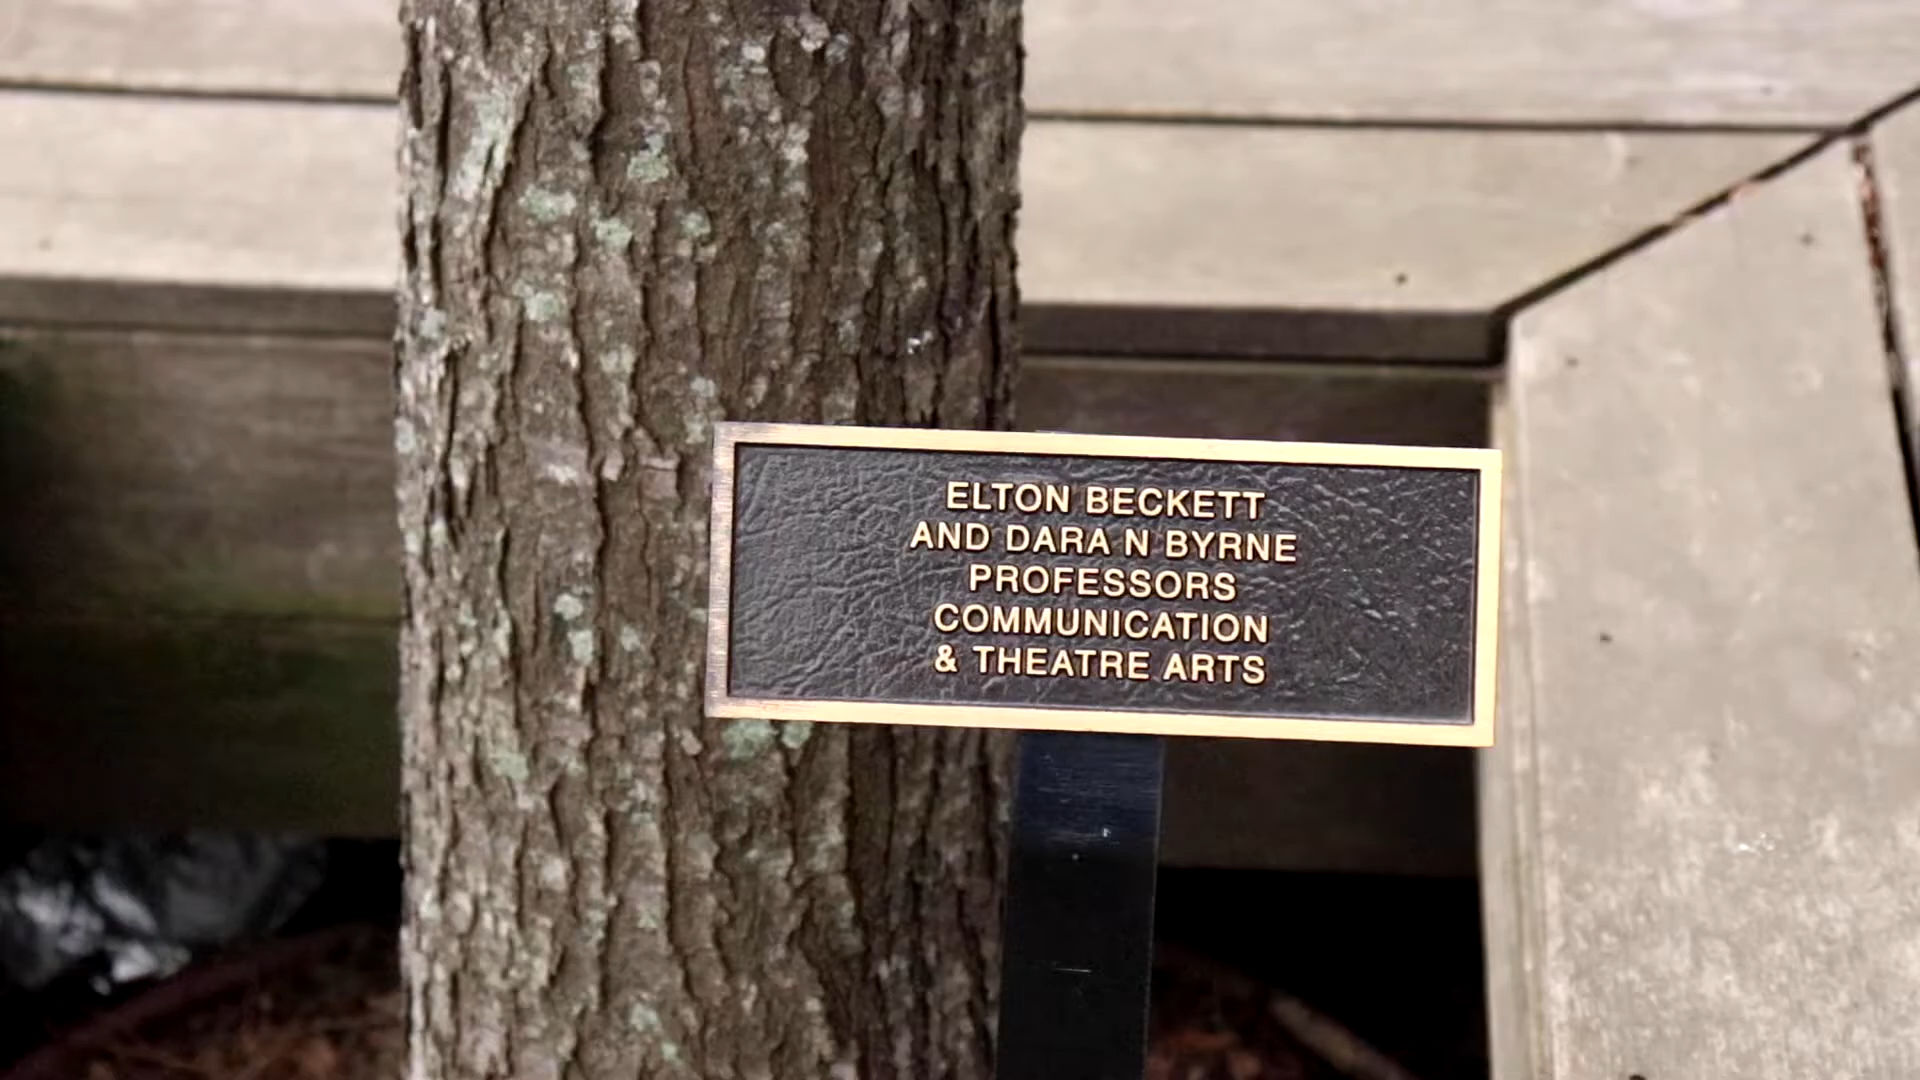 ELTON BECKETT
AND DARA N BYRNE
PROFESSORS
COMMUNICATION
& THEATRE ARTS